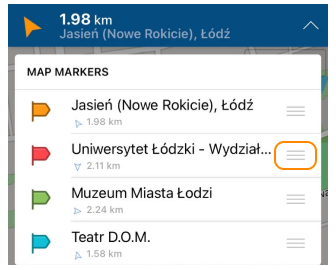 1.98 km
Jasień (Nowe Rokicie), Łódź
MAP MARKERS
Jasień (Nowe Rokicie), Łódź
1.98 km
Uniwersytet Łódzki - Wydział...
2.11 km
Muzeum Miasta Łodzi
2.24 km
Teatr D.O.M.
1.58 km